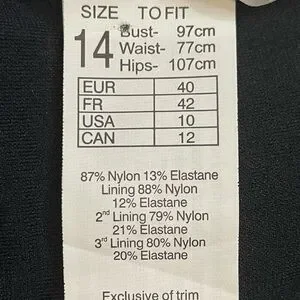 SIZE TO FIT
14 Bust- 97cm
Waist- 77cm
Hips- 107cm
EUR 40
FR 42
USA 10
CAN 12
87% Nylon 13% Elastane
Lining 88% Nylon
12% Elastane
2nd Lining 79% Nylon
21% Elastane
3rd Lining 80% Nylon
20% Elastane
Exclusive of trim